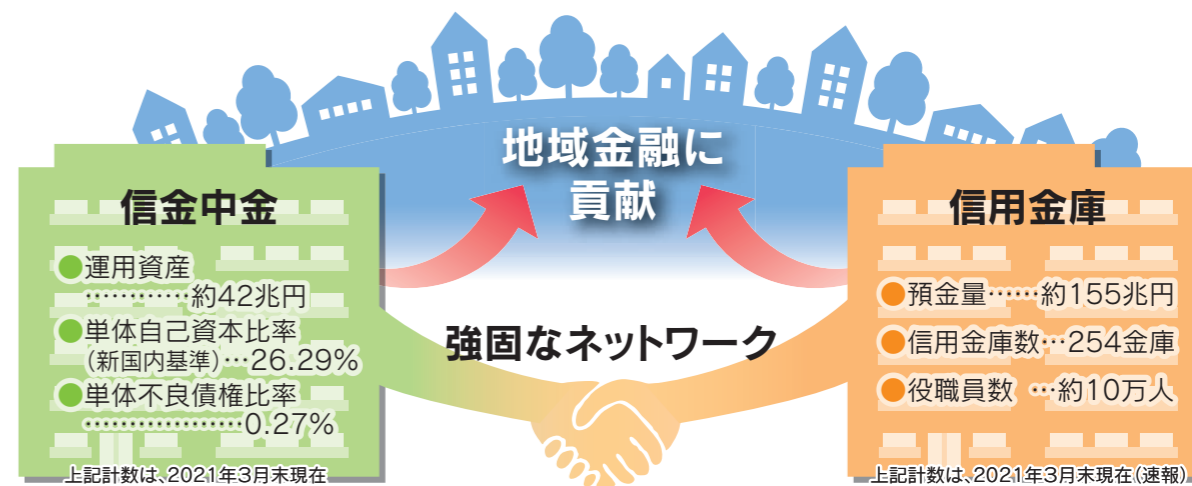 地域金融に
貢献
信金中金
●運用資産
…………約42兆円
●単体自己資本比率
(新国内基準)…26.29%
●単体不良債権比率
………………0.27%
上記計数は、2021年3月末現在
強固なネットワーク
信用金庫
●預金量……約155兆円
●信用金庫数…254金庫
●役職員数 …約10万人
上記計数は、2021年3月末現在(速報)